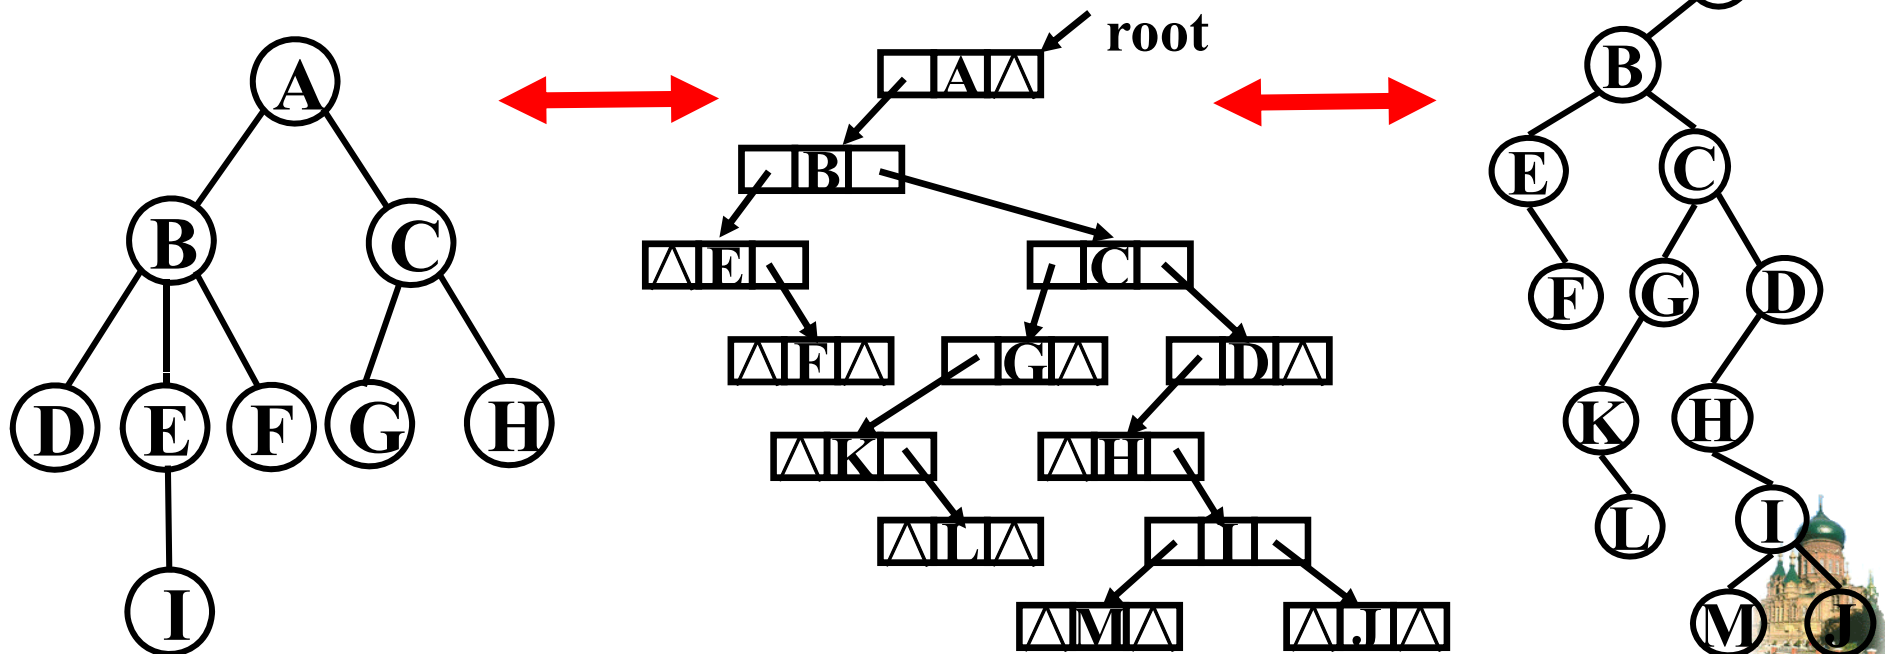 root
A
B
C
D E F G H
I
∧ A ∧
B
∧ E
C
∧ F ∧
G ∧
D ∧
∧ K
∧ H
∧ L ∧
I
∧ M ∧
∧ J ∧
B
E C
F G D
K H
L I
M J